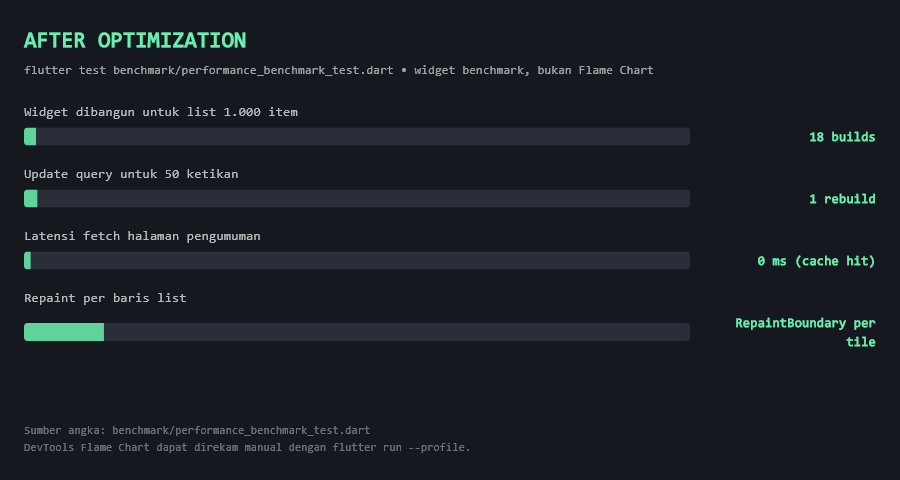 AFTER OPTIMIZATION
flutter test benchmark/performance_benchmark_test.dart • widget benchmark, bukan Flame Chart
Widget dibangun untuk list 1.000 item
18 builds
Update query untuk 50 ketikan
1 rebuild
Latensi fetch halaman pengumuman
0 ms (cache hit)
Repaint per baris list
RepaintBoundary per
tile
Sumber angka: benchmark/performance_benchmark_test.dart
DevTools Flame Chart dapat direkam manual dengan flutter run --profile.